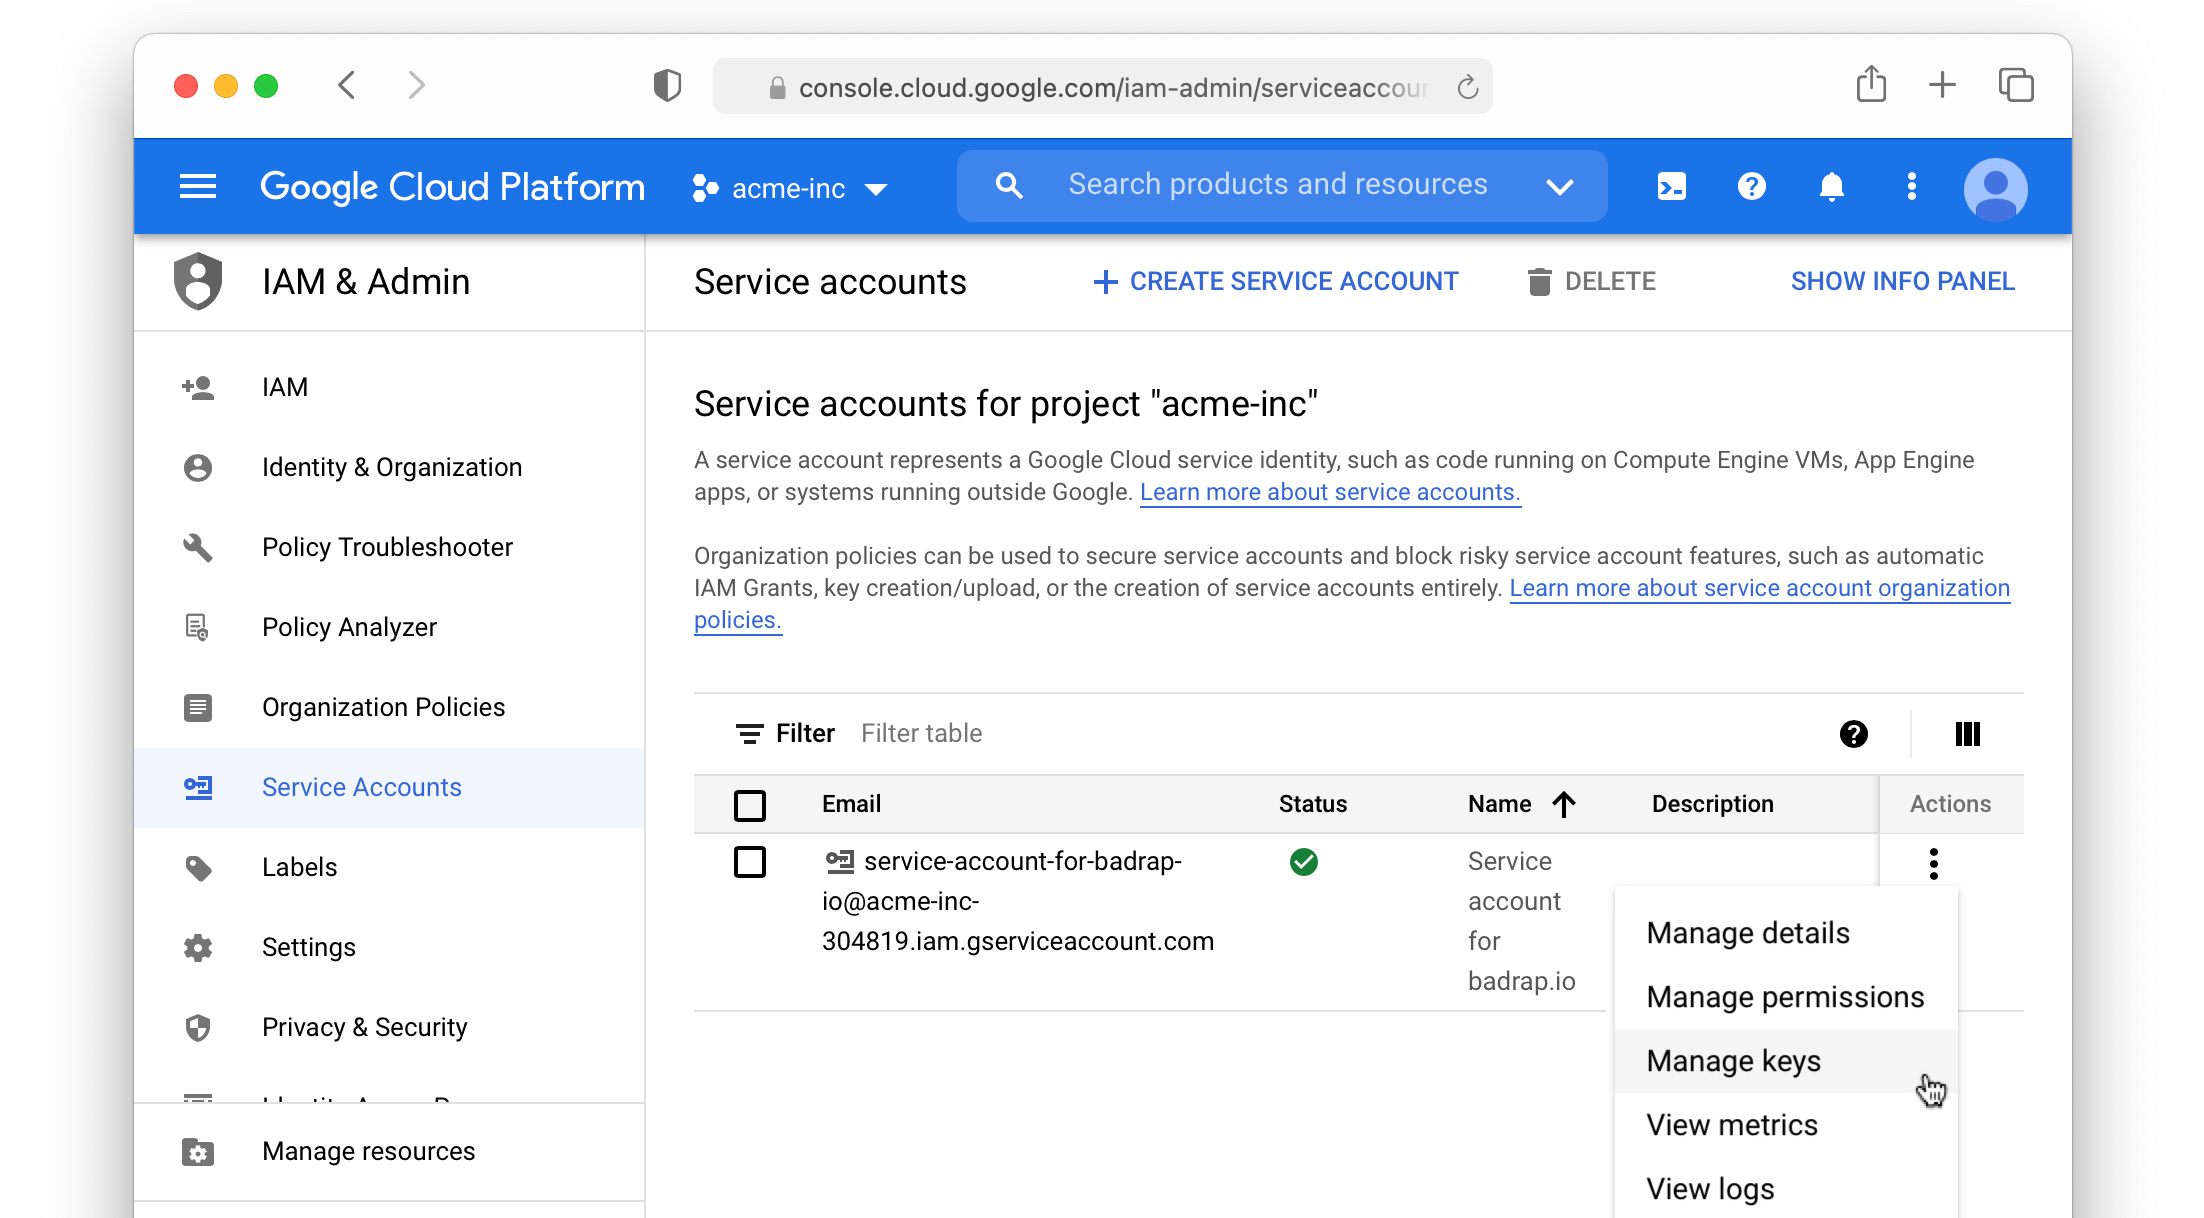 console.cloud.google.com/iam-admin/serviceaccour
Google Cloud Platform
acme-inc
Search products and resources
IAM & Admin
Service accounts
CREATE SERVICE ACCOUNT
DELETE
SHOW INFO PANEL
IAM
Identity & Organization
Policy Troubleshooter
Policy Analyzer
Organization Policies
Service Accounts
Labels
Settings
Privacy & Security
Manage resources
Service accounts for project "acme-inc"
A service account represents a Google Cloud service identity, such as code running on Compute Engine VMs, App Engine
apps, or systems running outside Google. Learn more about service accounts.
Organization policies can be used to secure service accounts and block risky service account features, such as automatic
IAM Grants, key creation/upload, or the creation of service accounts entirely. Learn more about service account organization
policies.
Filter Filter table
Email Status Name Description Actions
service-account-for-badrap-
io@acme-inc-
304819.iam.gserviceaccount.com
Service
account
for
badrap.io
Manage details
Manage permissions
Manage keys
View metrics
View logs